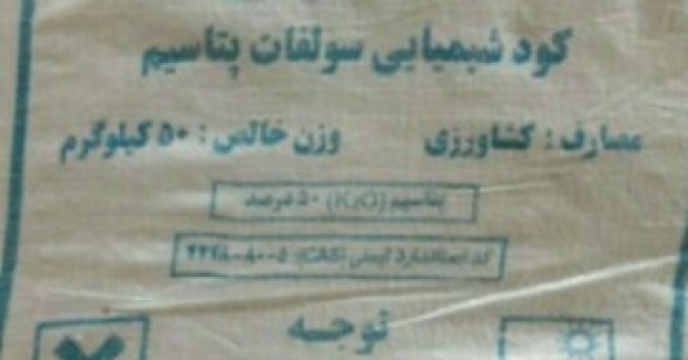 کود شیمیایی سولفات پتاسیم
مصارف : کشاورزی وزن خالص : ۵۰ کیلوگرم
پتاسیم (K2O) ۵۰ درصد
کد استاندارد ایمنی (CAS): ۷۷۷۸-۸۰-۵
توجه